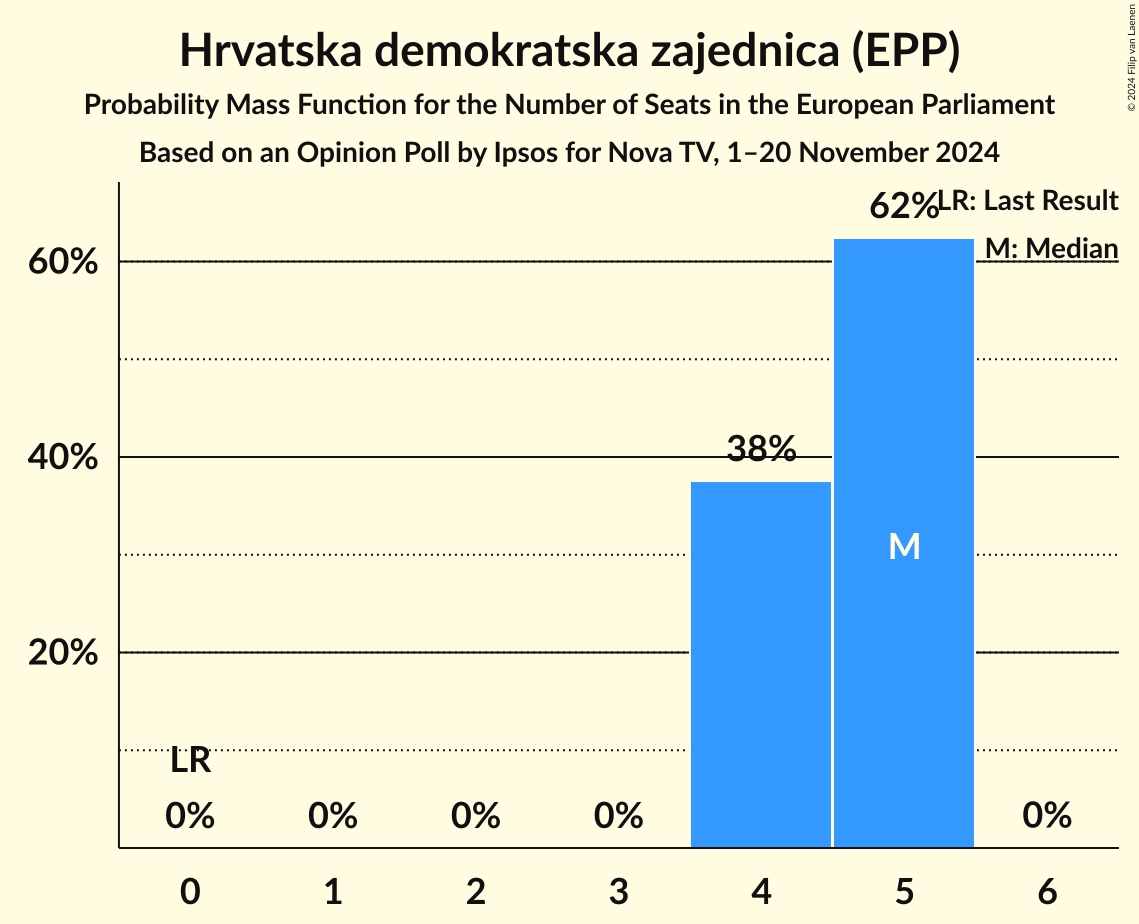 Hrvatska demokratska zajednica (EPP)
Probability Mass Function for the Number of Seats in the European Parliament
Based on an Opinion Poll by Ipsos for Nova TV, 1–20 November 2024
© 2024 Filip van Laenen
LR: Last Result
M: Median
62%
60%
38%
40%
M
20%
LR
0% 0% 0% 0% 0%
0 1 2 3 4 5 6